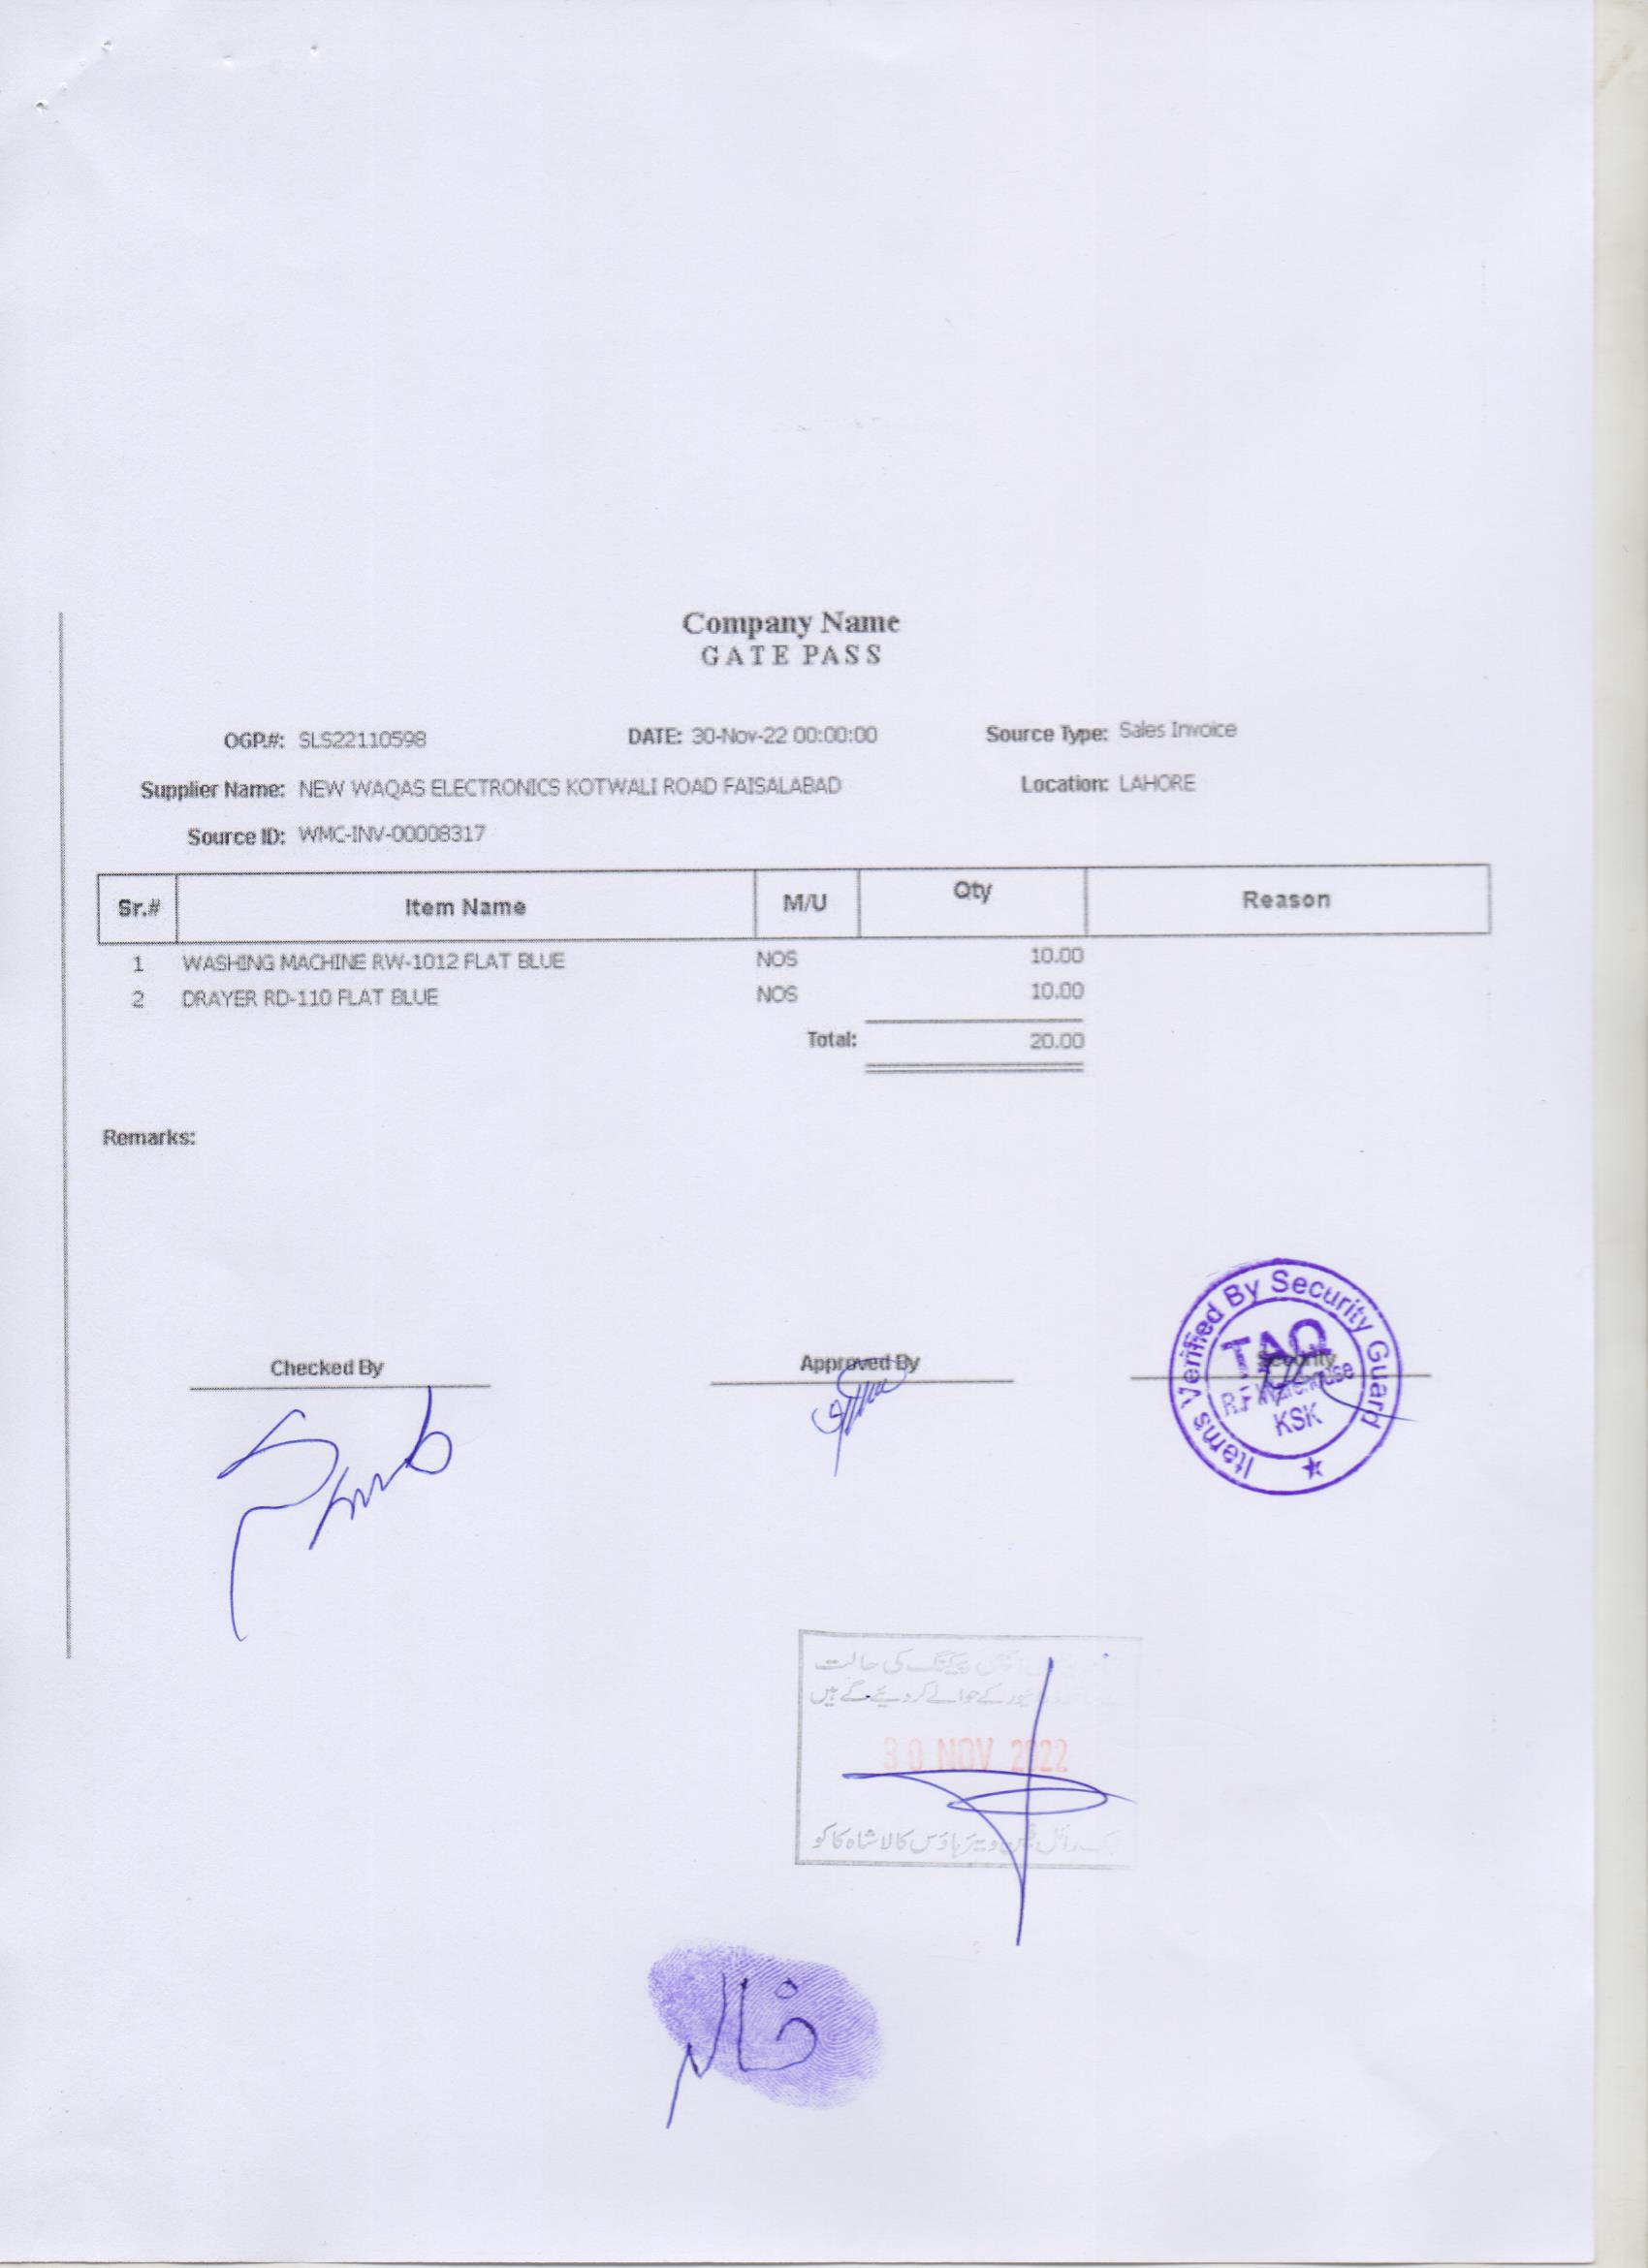 Company Name
GATE PASS
OGP.#: SLS22110598 DATE: 30-Nov-22 00:00:00 Source Type: Sales Invoice
Supplier Name: NEW WAQAS ELECTRONICS KOTWALI ROAD FAISALABAD Location: LAHORE
Source ID: WMC-INV-00008317
Sr.# Item Name M/U Qty Reason
1 WASHING MACHINE RW-1012 FLAT BLUE NOS 10.00
2 DRAYER RD-110 FLAT BLUE NOS 10.00
Total: 20.00
Remarks:
Checked By Approved By Security
Items Verified By Security Guard
TAQ
R.F Warehouse
KSK
پیکنگ کی حالت
کے حوالے کر دیئے گے ہیں
30 NOV 2022
ویئر ہاؤس کالا شاہ کاکو
خالد